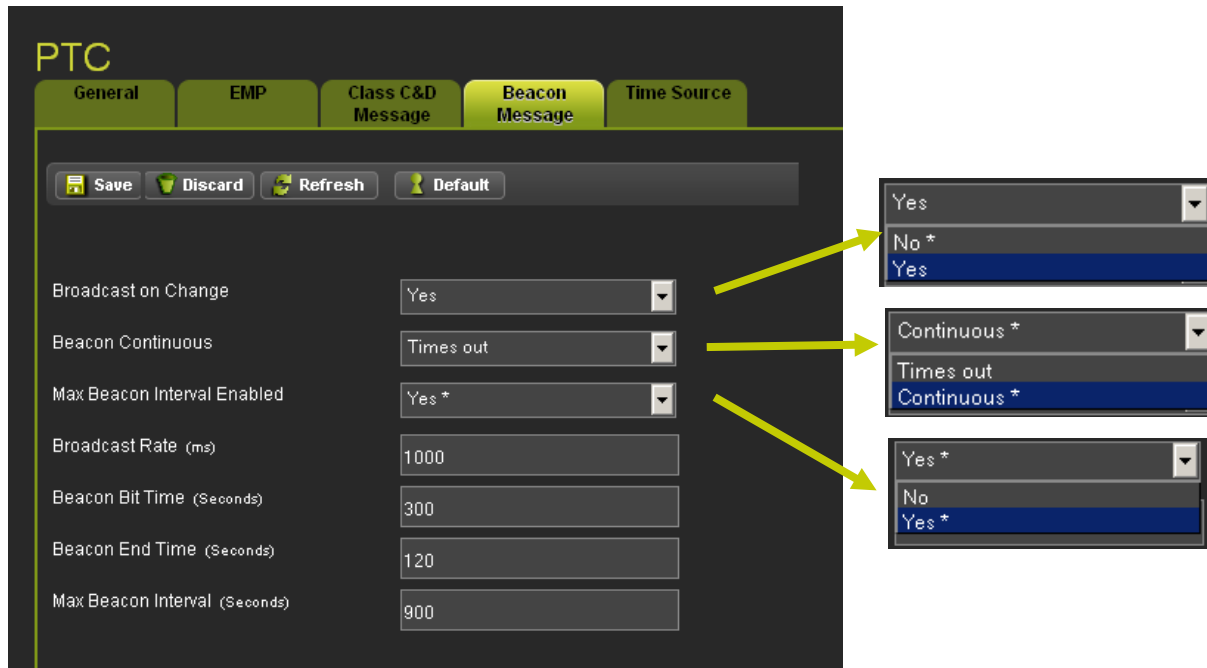 PTC
General
EMP
Class C&D
Message
Beacon
Message
Time Source
Save
Discard
Refresh
Default
Broadcast on Change
Yes
Beacon Continuous
Times out
Max Beacon Interval Enabled
Yes *
Broadcast Rate (ms)
1000
Beacon Bit Time (Seconds)
300
Beacon End Time (Seconds)
120
Max Beacon Interval (Seconds)
900
Yes
No *
Yes
Continuous *
Times out
Continuous *
Yes *
No
Yes *